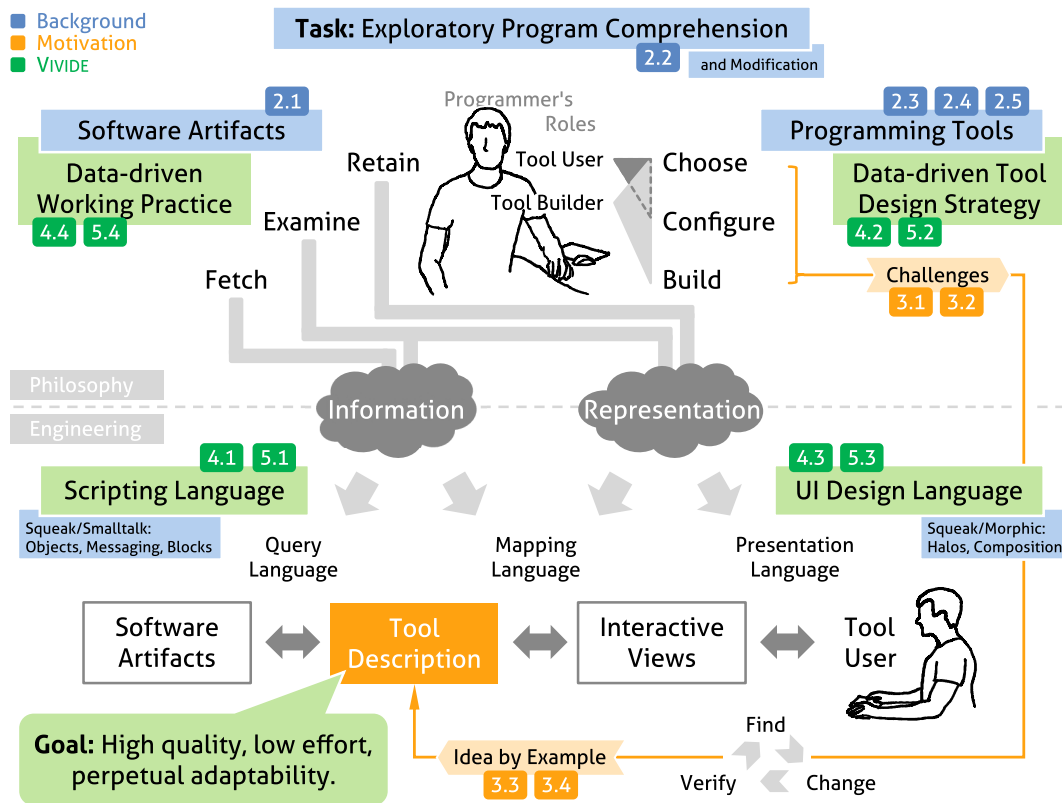 Background
Motivation
VIVIDE
Task: Exploratory Program Comprehension
2.2
and Modification
2.1
Software Artifacts
Data-driven
Working Practice
4.4 5.4
Programmer's
Roles
Tool User
Tool Builder
Retain
Examine
Fetch
Choose
Configure
Build
2.3 2.4 2.5
Programming Tools
Data-driven Tool
Design Strategy
4.2 5.2
Challenges
3.1 3.2
Philosophy
Engineering
Information
Representation
4.1 5.1
Scripting Language
Squeak/Smalltalk:
Objects, Messaging, Blocks
4.3 5.3
UI Design Language
Squeak/Morphic:
Halos, Composition
Query
Language
Mapping
Language
Presentation
Language
Software
Artifacts
Tool
Description
Interactive
Views
Tool
User
Goal: High quality, low effort,
perpetual adaptability.
Idea by Example
3.3 3.4
Find
Verify
Change